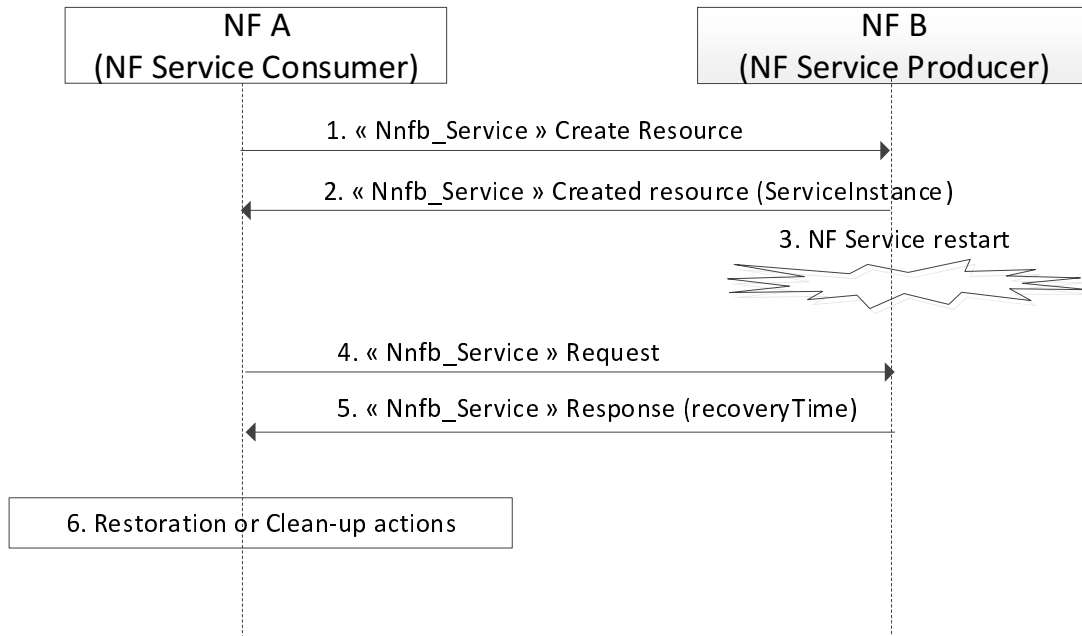 NF A
(NF Service Consumer)
NF B
(NF Service Producer)
1. « Nnfb_Service » Create Resource
2. « Nnfb_Service » Created resource (ServiceInstance)
3. NF Service restart
4. « Nnfb_Service » Request
5. « Nnfb_Service » Response (recoveryTime)
6. Restoration or Clean-up actions